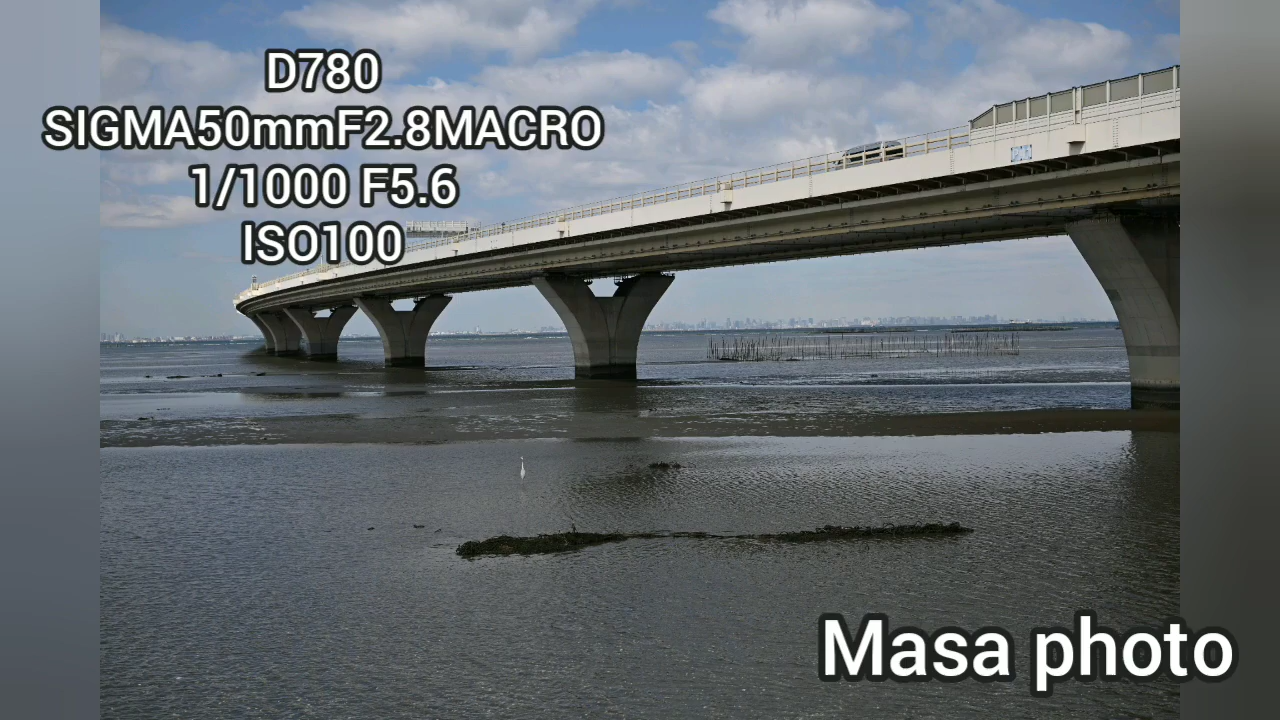 D780
SIGMA50mmF2.8MACRO
1/1000 F5.6
ISO100
Masa photo